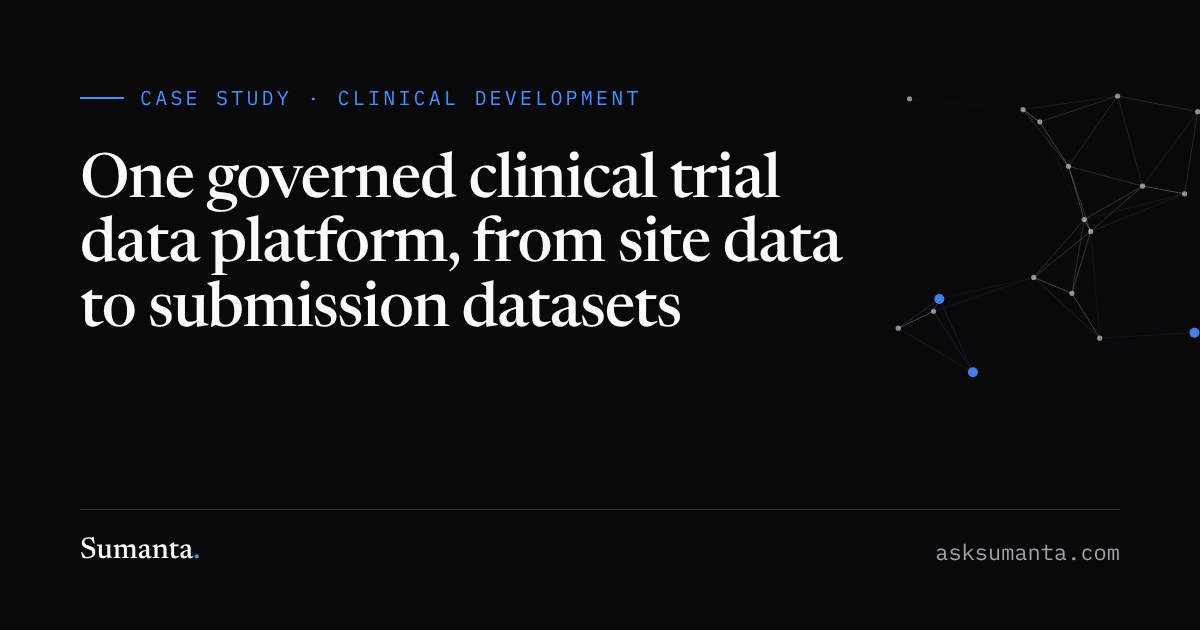 CASE STUDY · CLINICAL DEVELOPMENT
One governed clinical trial
data platform, from site data
to submission datasets
Sumanta.
asksumanta.com